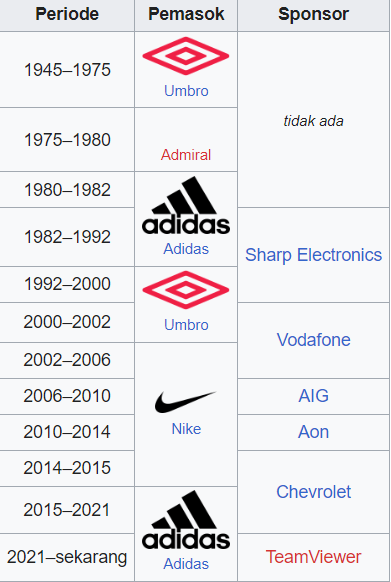 Periode Pemasok Sponsor
1945–1975
Umbro
tidak ada
1975–1980
Admiral
1980–1982
adidas
Adidas
1982–1992
Sharp Electronics
1992–2000
Umbro
2000–2002
Vodafone
2002–2006
2006–2010
Nike
AIG
2010–2014
Aon
2014–2015
Chevrolet
2015–2021
adidas
Adidas
2021–sekarang
TeamViewer